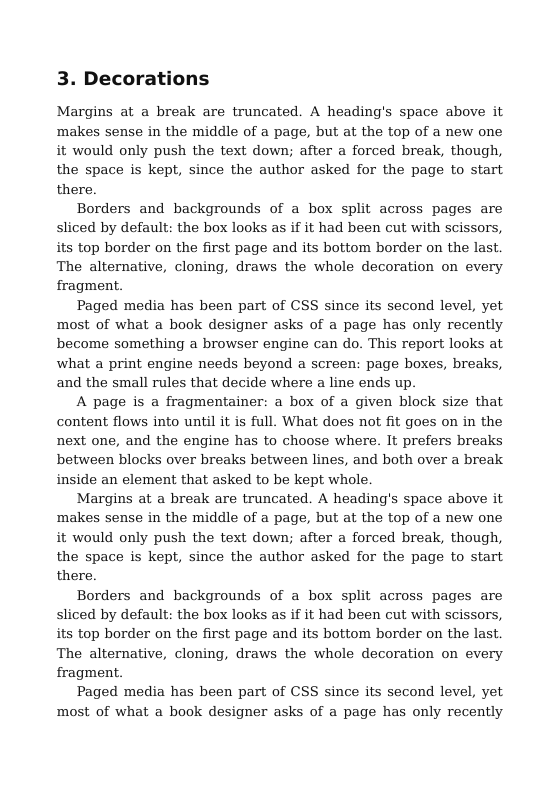 3. Decorations
Margins at a break are truncated. A heading's space above it
makes sense in the middle of a page, but at the top of a new one
it would only push the text down; after a forced break, though,
the space is kept, since the author asked for the page to start
there.
Borders and backgrounds of a box split across pages are
sliced by default: the box looks as if it had been cut with scissors,
its top border on the first page and its bottom border on the last.
The alternative, cloning, draws the whole decoration on every
fragment.
Paged media has been part of CSS since its second level, yet
most of what a book designer asks of a page has only recently
become something a browser engine can do. This report looks at
what a print engine needs beyond a screen: page boxes, breaks,
and the small rules that decide where a line ends up.
A page is a fragmentainer: a box of a given block size that
content flows into until it is full. What does not fit goes on in the
next one, and the engine has to choose where. It prefers breaks
between blocks over breaks between lines, and both over a break
inside an element that asked to be kept whole.
Margins at a break are truncated. A heading's space above it
makes sense in the middle of a page, but at the top of a new one
it would only push the text down; after a forced break, though,
the space is kept, since the author asked for the page to start
there.
Borders and backgrounds of a box split across pages are
sliced by default: the box looks as if it had been cut with scissors,
its top border on the first page and its bottom border on the last.
The alternative, cloning, draws the whole decoration on every
fragment.
Paged media has been part of CSS since its second level, yet
most of what a book designer asks of a page has only recently